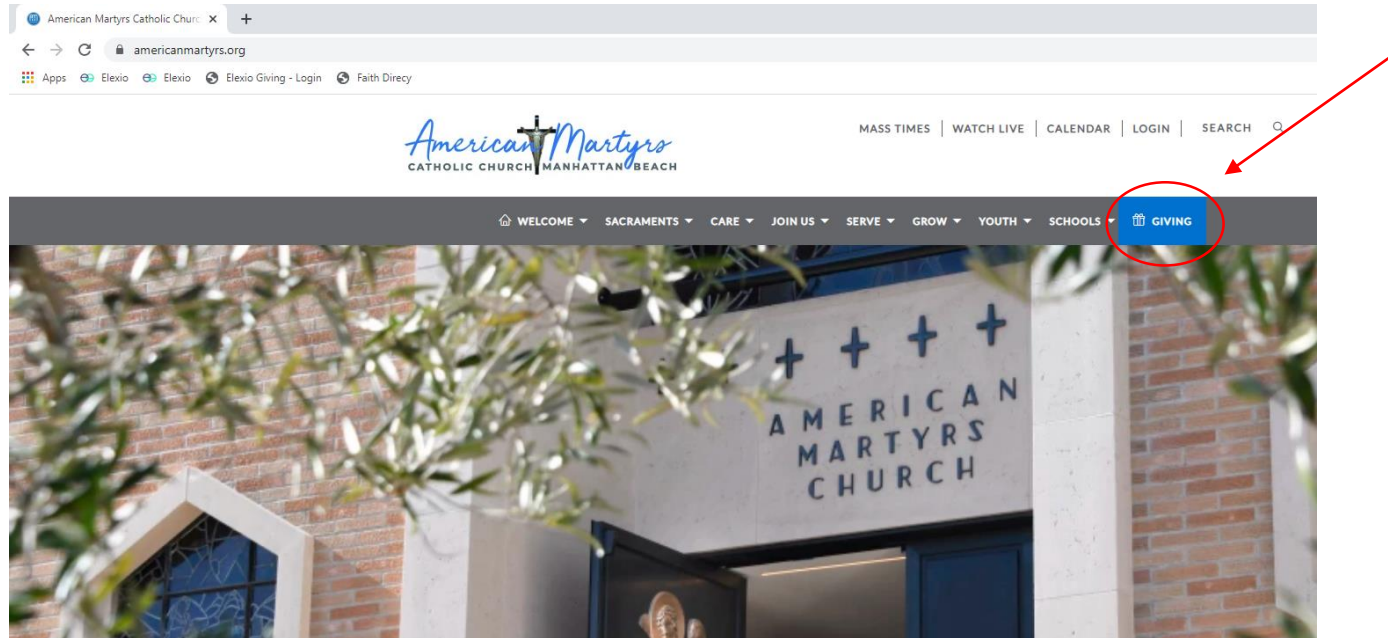 American Martyrs Catholic Churc
americanmartyrs.org
Apps Elexio Elexio Elexio Giving - Login Faith Direcy
American Martyrs
CATHOLIC CHURCH MANHATTAN BEACH
MASS TIMES | WATCH LIVE | CALENDAR | LOGIN | SEARCH
WELCOME SACRAMENTS CARE JOIN US SERVE GROW YOUTH SCHOOLS GIVING
AMERICAN
MARTYRS
CHURCH